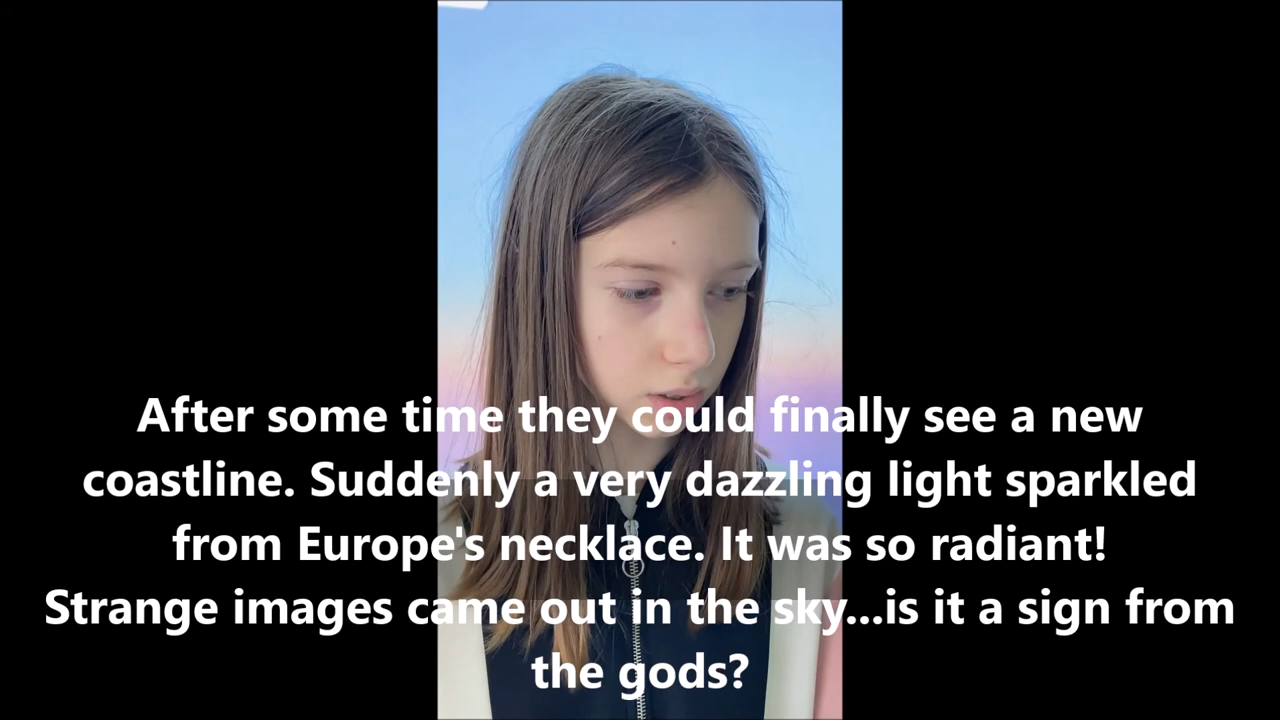 After some time they could finally see a new
coastline. Suddenly a very dazzling light sparkled
from Europe's necklace. It was so radiant!
Strange images came out in the sky...is it a sign from
the gods?